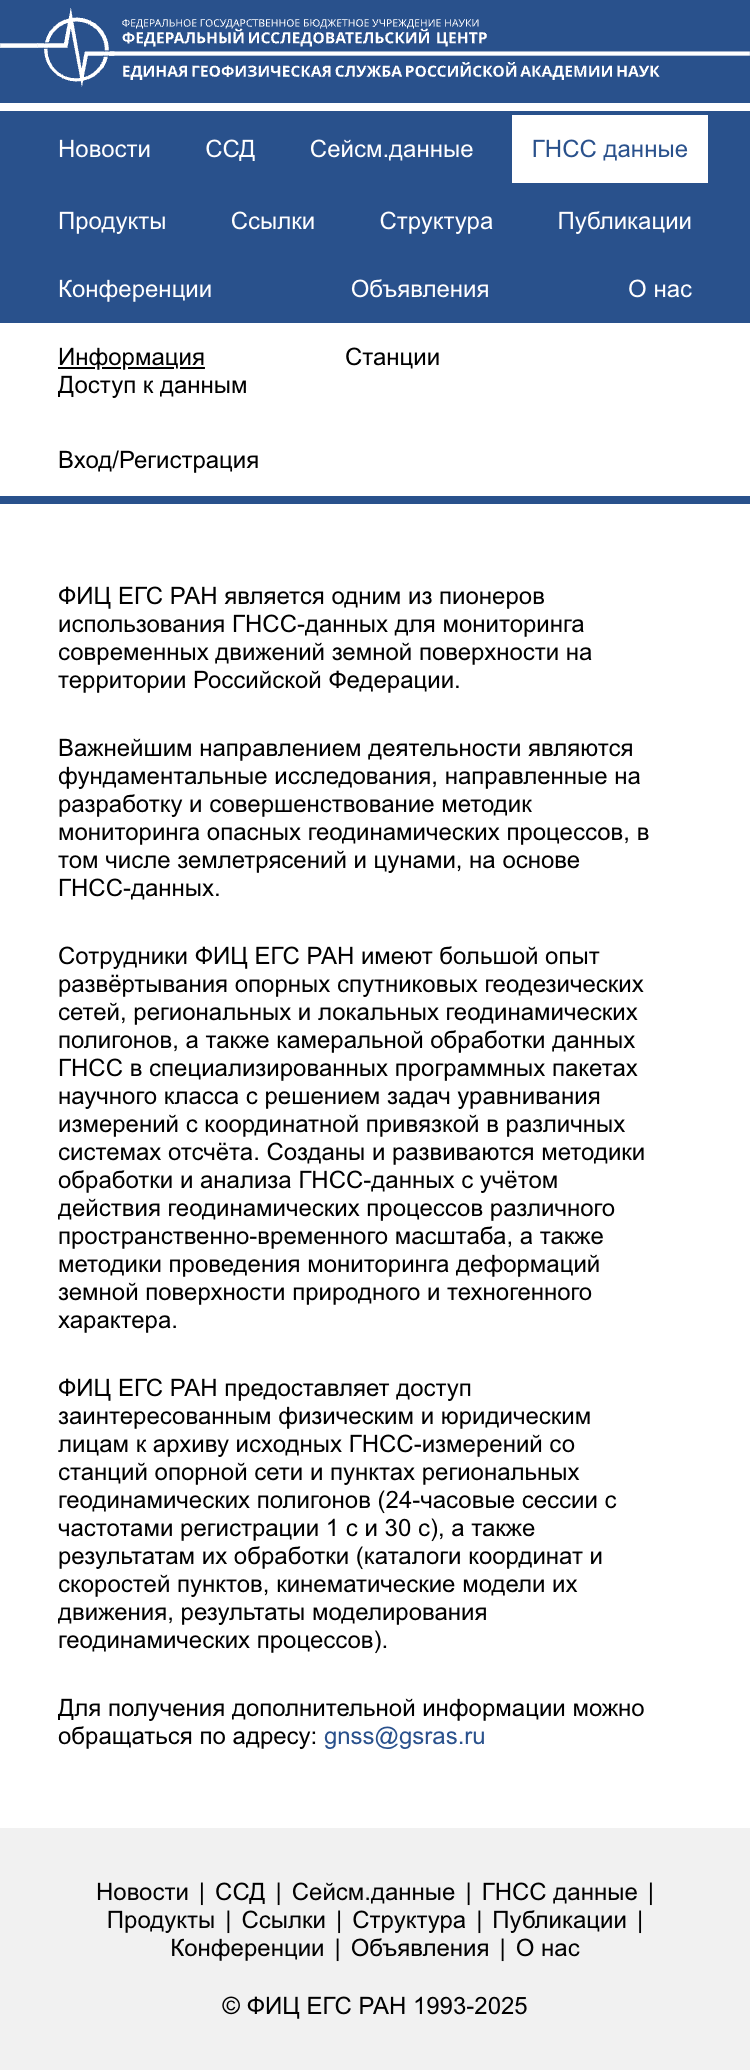 ФЕДЕРАЛЬНОЕ ГОСУДАРСТВЕННОЕ БЮДЖЕТНОЕ УЧРЕЖДЕНИЕ НАУКИ
ФЕДЕРАЛЬНЫЙ ИССЛЕДОВАТЕЛЬСКИЙ ЦЕНТР
ЕДИНАЯ ГЕОФИЗИЧЕСКАЯ СЛУЖБА РОССИЙСКОЙ АКАДЕМИИ НАУК
Новости ССД Сейсм.данные ГНСС данные
Продукты Ссылки Структура Публикации
Конференции Объявления О нас
Информация Станции
Доступ к данным
Вход/Регистрация
ФИЦ ЕГС РАН является одним из пионеров
использования ГНСС-данных для мониторинга
современных движений земной поверхности на
территории Российской Федерации.
Важнейшим направлением деятельности являются
фундаментальные исследования, направленные на
разработку и совершенствование методик
мониторинга опасных геодинамических процессов, в
том числе землетрясений и цунами, на основе
ГНСС-данных.
Сотрудники ФИЦ ЕГС РАН имеют большой опыт
развёртывания опорных спутниковых геодезических
сетей, региональных и локальных геодинамических
полигонов, а также камеральной обработки данных
ГНСС в специализированных программных пакетах
научного класса с решением задач уравнивания
измерений с координатной привязкой в различных
системах отсчёта. Созданы и развиваются методики
обработки и анализа ГНСС-данных с учётом
действия геодинамических процессов различного
пространственно-временного масштаба, а также
методики проведения мониторинга деформаций
земной поверхности природного и техногенного
характера.
ФИЦ ЕГС РАН предоставляет доступ
заинтересованным физическим и юридическим
лицам к архиву исходных ГНСС-измерений со
станций опорной сети и пунктах региональных
геодинамических полигонов (24-часовые сессии с
частотами регистрации 1 с и 30 с), а также
результатам их обработки (каталоги координат и
скоростей пунктов, кинематические модели их
движения, результаты моделирования
геодинамических процессов).
Для получения дополнительной информации можно
обращаться по адресу: gnss@gsras.ru
Новости | ССД | Сейсм.данные | ГНСС данные |
Продукты | Ссылки | Структура | Публикации |
Конференции | Объявления | О нас
© ФИЦ ЕГС РАН 1993-2025